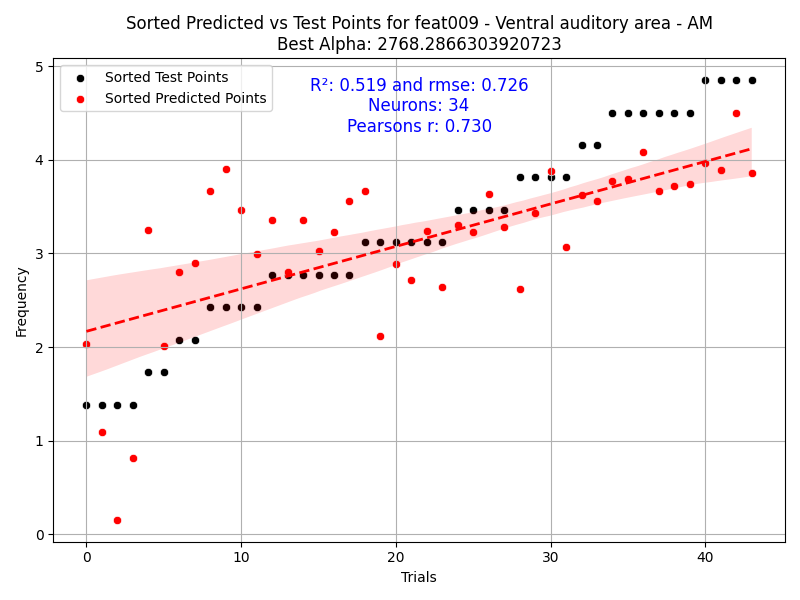 Sorted Predicted vs Test Points for feat009 - Ventral auditory area - AM
Best Alpha: 2768.2866303920723
Sorted Test Points
Sorted Predicted Points
R²: 0.519 and rmse: 0.726
Neurons: 34
Pearsons r: 0.730
5
4
3
2
1
0
Frequency
0 10 20 30 40
Trials